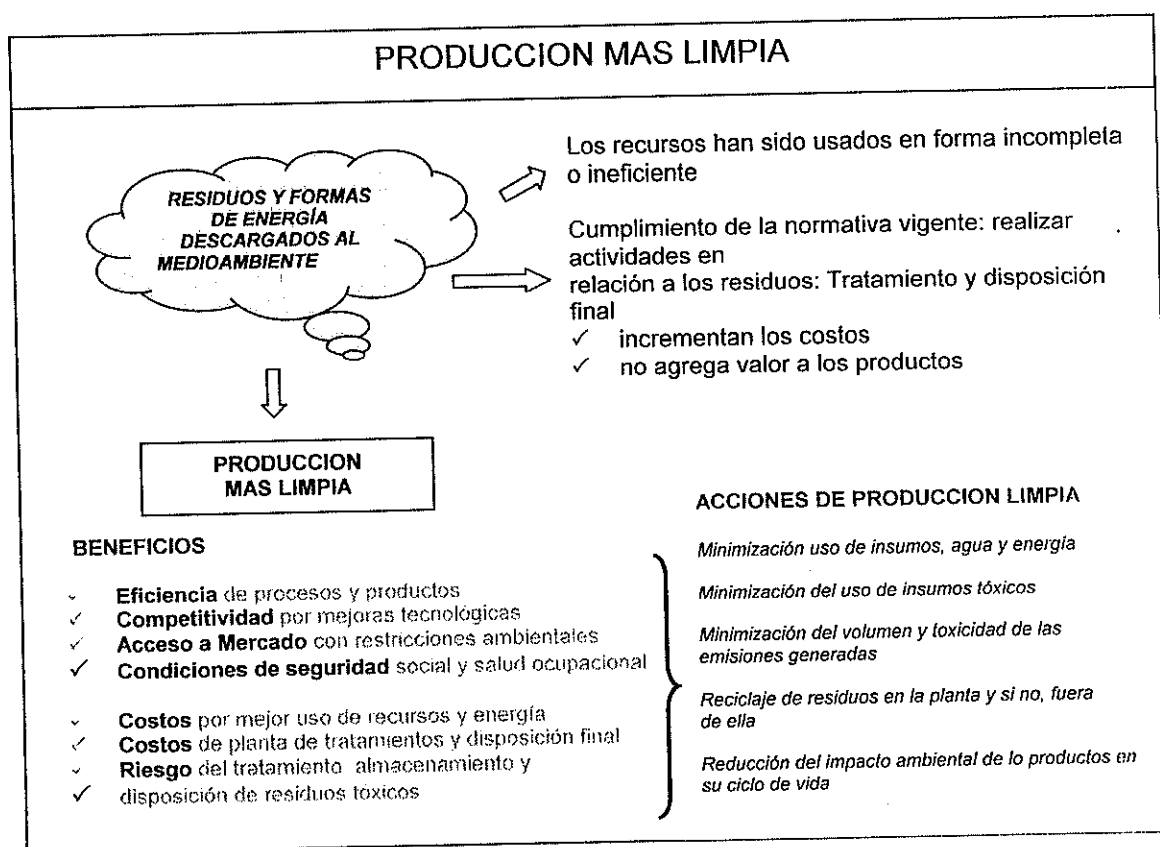 PRODUCCION MAS LIMPIA
RESIDUOS Y FORMAS
DE ENERGÍA
DESCARGADOS AL
MEDIOAMBIENTE
Los recursos han sido usados en forma incompleta
o ineficiente
Cumplimiento de la normativa vigente: realizar
actividades en
relación a los residuos: Tratamiento y disposición
final
✓ incrementan los costos
✓ no agrega valor a los productos
PRODUCCION
MAS LIMPIA
BENEFICIOS
✓ Eficiencia de procesos y productos
✓ Competitividad por mejoras tecnológicas
✓ Acceso a Mercado con restricciones ambientales
✓ Condiciones de seguridad social y salud ocupacional
✓ Costos por mejor uso de recursos y energía
✓ Costos de planta de tratamientos y disposición final
✓ Riesgo del tratamiento almacenamiento y
✓ disposición de residuos tóxicos
ACCIONES DE PRODUCCION LIMPIA
Minimización uso de insumos, agua y energía
Minimización del uso de insumos tóxicos
Minimización del volumen y toxicidad de las
emisiones generadas
Reciclaje de residuos en la planta y si no, fuera
de ella
Reducción del impacto ambiental de lo productos en
su ciclo de vida